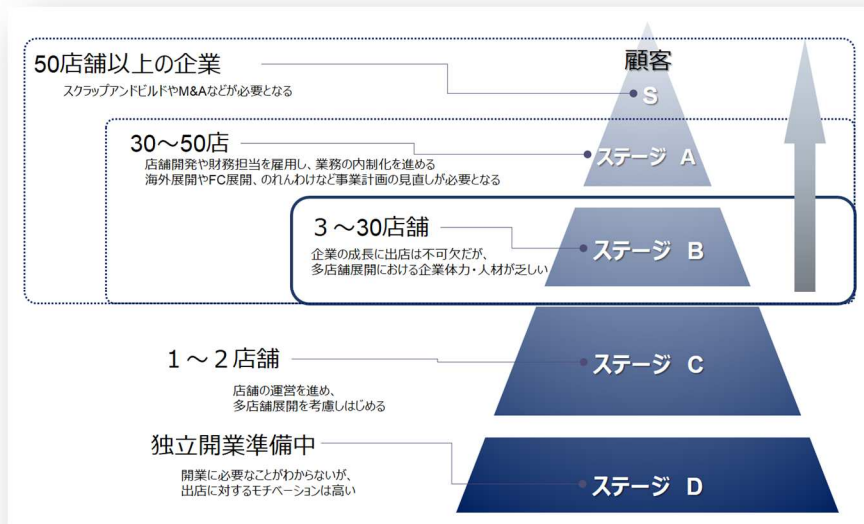 顧客
50店舗以上の企業
スクラップアンドビルドやM&Aなどが必要となる
S
30～50店
店舗開発や財務担当を雇用し、業務の内制化を進める
海外展開やFC展開、のれんわけなど事業計画の見直しが必要となる
ステージ A
３～30店舗
企業の成長に出店は不可欠だが、
多店舗展開における企業体力・人材が乏しい
ステージ B
１～２店舗
店舗の運営を進め、
多店舗展開を考慮しはじめる
ステージ C
独立開業準備中
開業に必要なことがわからないが、
出店に対するモチベーションは高い
ステージ D